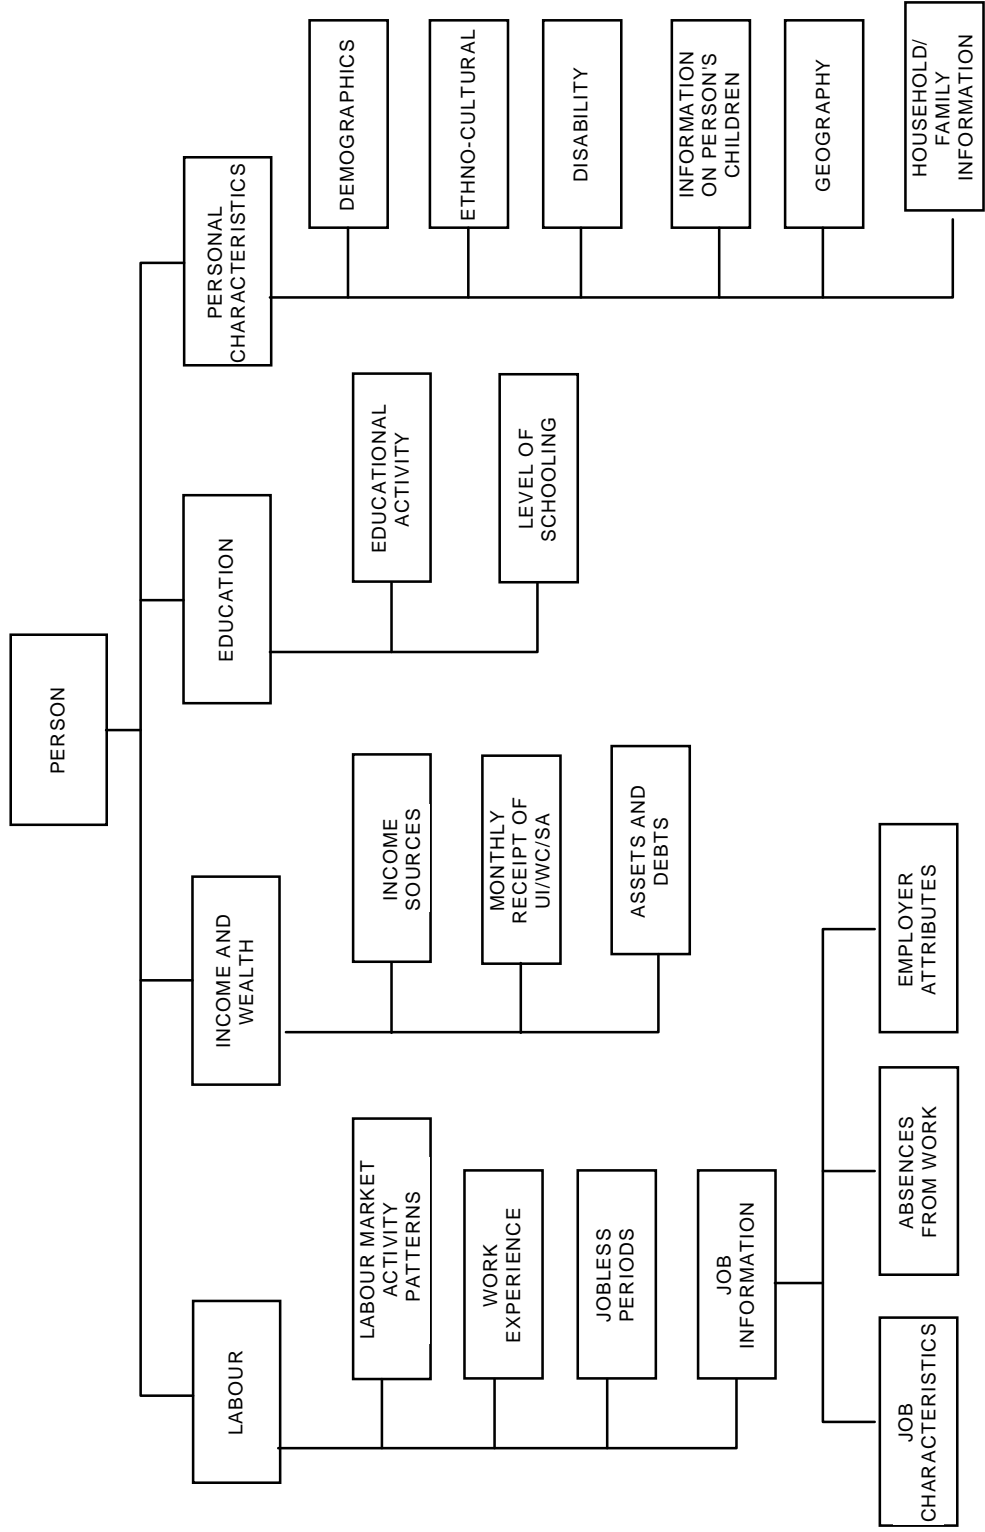 PERSON
LABOUR
INCOME AND
WEALTH
EDUCATION
PERSONAL
CHARACTERISTICS
LABOUR MARKET
ACTIVITY
PATTERNS
WORK
EXPERIENCE
JOBLESS
PERIODS
JOB
INFORMATION
JOB
CHARACTERISTICS
ABSENCES
FROM WORK
EMPLOYER
ATTRIBUTES
INCOME
SOURCES
MONTHLY
RECEIPT OF
UI/WC/SA
ASSETS AND
DEBTS
EDUCATIONAL
ACTIVITY
LEVEL OF
SCHOOLING
DEMOGRAPHICS
ETHNO-CULTURAL
DISABILITY
INFORMATION
ON PERSON'S
CHILDREN
GEOGRAPHY
HOUSEHOLD/
FAMILY
INFORMATION